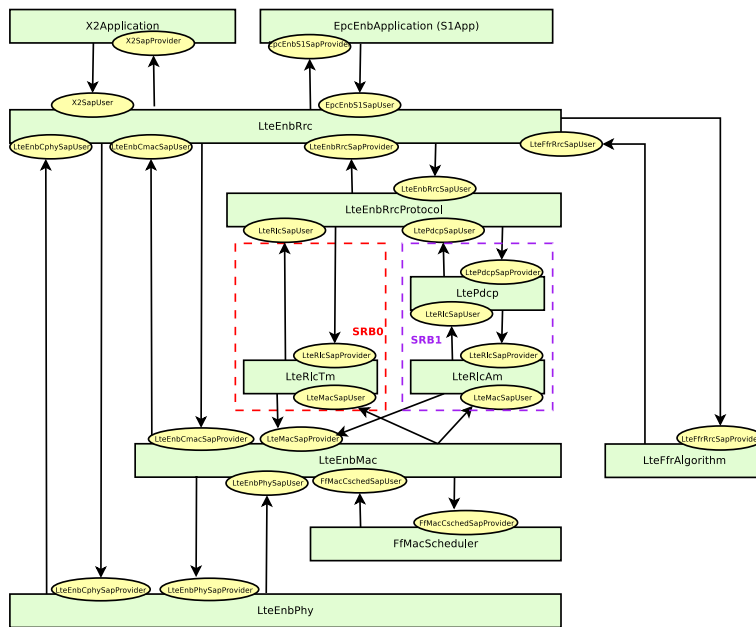 X2Application
EpcEnbApplication (S1App)
X2SapProvider
EpcEnbS1SapProvider
X2SapUser
EpcEnbS1SapUser
LteEnbRrc
LteEnbCphySapUser
LteEnbCmacSapUser
LteEnbRrcSapProvider
LteFfrRrcSapUser
LteEnbRrcSapUser
LteEnbRrcProtocol
LteRlcSapUser
LtePdcpSapUser
LtePdcpSapProvider
LtePdcp
LteRlcSapUser
SRB0
SRB1
LteRlcSapProvider
LteRlcSapProvider
LteRlcTm
LteRlcAm
LteMacSapUser
LteMacSapUser
LteEnbCmacSapProvider
LteMacSapProvider
LteFfrRrcSapProvider
LteEnbMac
LteFfrAlgorithm
LteEnbPhySapUser
FfMacCschedSapUser
FfMacCschedSapProvider
FfMacScheduler
LteEnbCphySapProvider
LteEnbPhySapProvider
LteEnbPhy